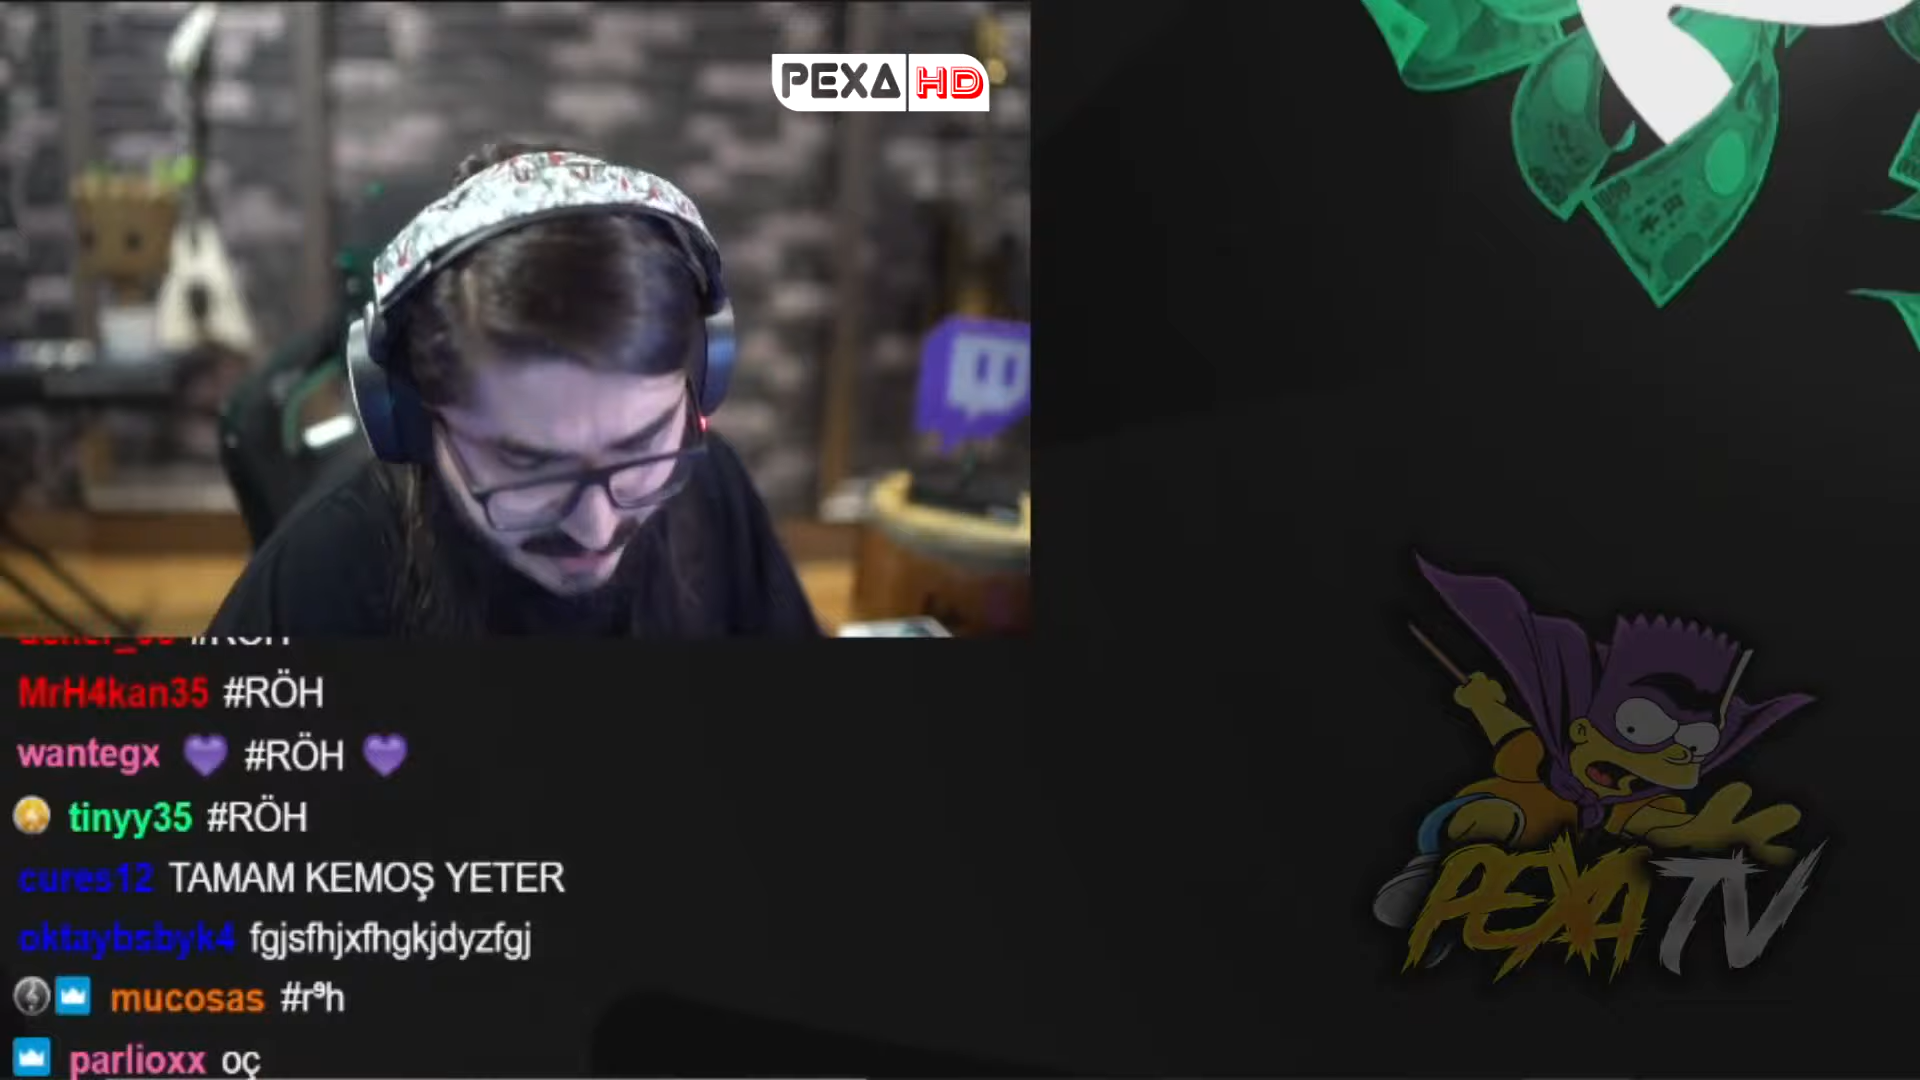 PEXA HD
MrH4kan35 #RÖH
wantegx 💜 #RÖH 💜
tinyy35 #RÖH
cures12 TAMAM KEMOŞ YETER
oktaybsbyk4 fgjsfhjxfhgkjdyzfgj
mucosas #r⁹h
parlioxx oç
PEXA TV